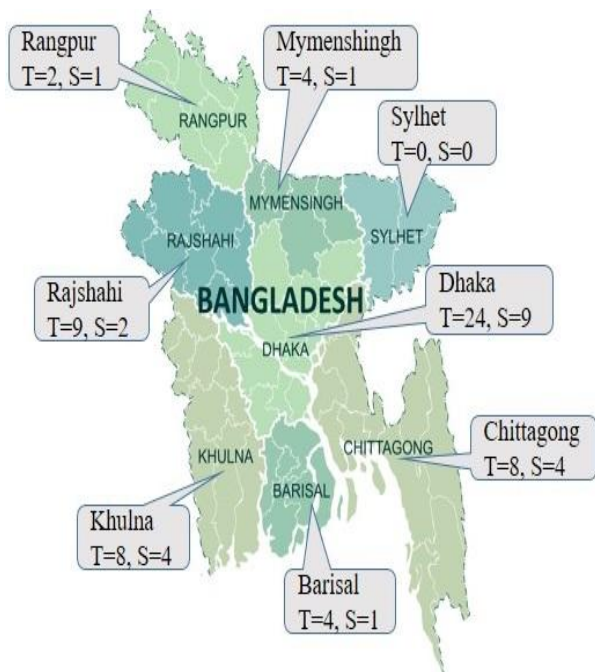 Rangpur
T=2, S=1
Mymenshingh
T=4, S=1
Sylhet
T=0, S=0
RANGPUR
MYMENSINGH
SYLHET
RAJSHAHI
Rajshahi
T=9, S=2
BANGLADESH
Dhaka
T=24, S=9
DHAKA
KHULNA
CHITTAGONG
Chittagong
T=8, S=4
BARISAL
Khulna
T=8, S=4
Barisal
T=4, S=1